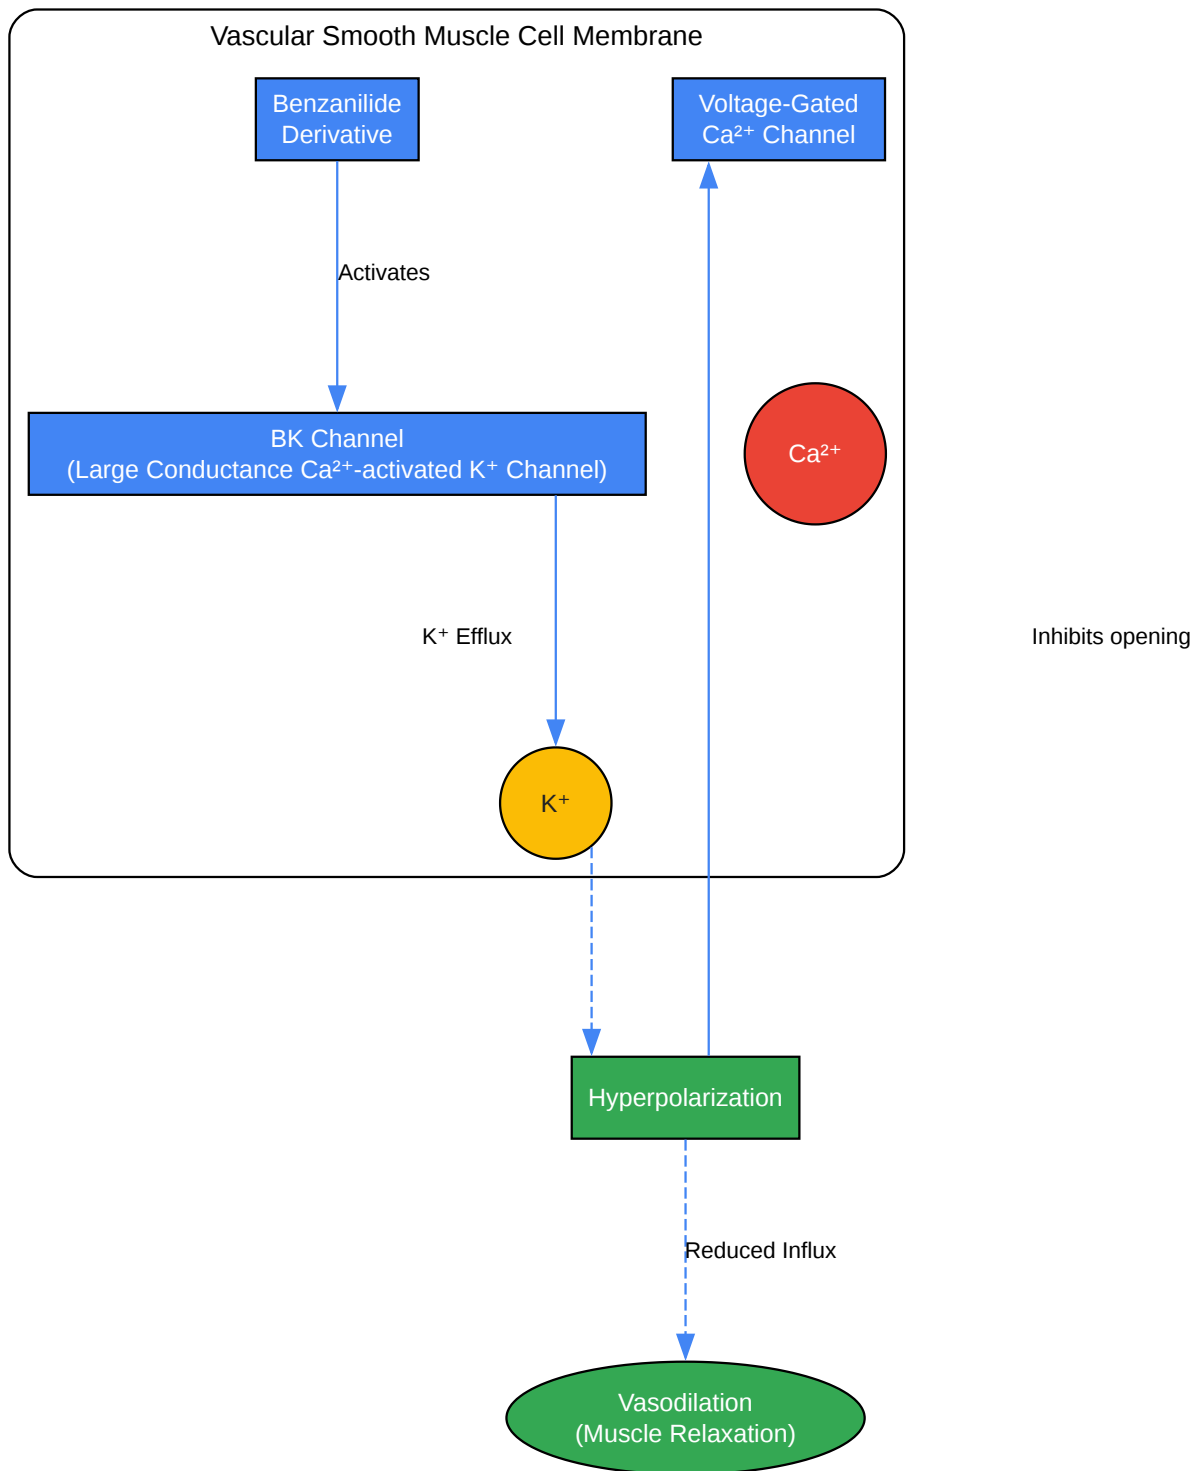 Vascular Smooth Muscle Cell Membrane
Benzanilide
Derivative
Voltage-Gated
Ca²⁺ Channel
Activates
BK Channel
(Large Conductance Ca²⁺-activated K⁺ Channel)
Ca²⁺
K⁺ Efflux
Inhibits opening
K⁺
Hyperpolarization
Reduced Influx
Vasodilation
(Muscle Relaxation)